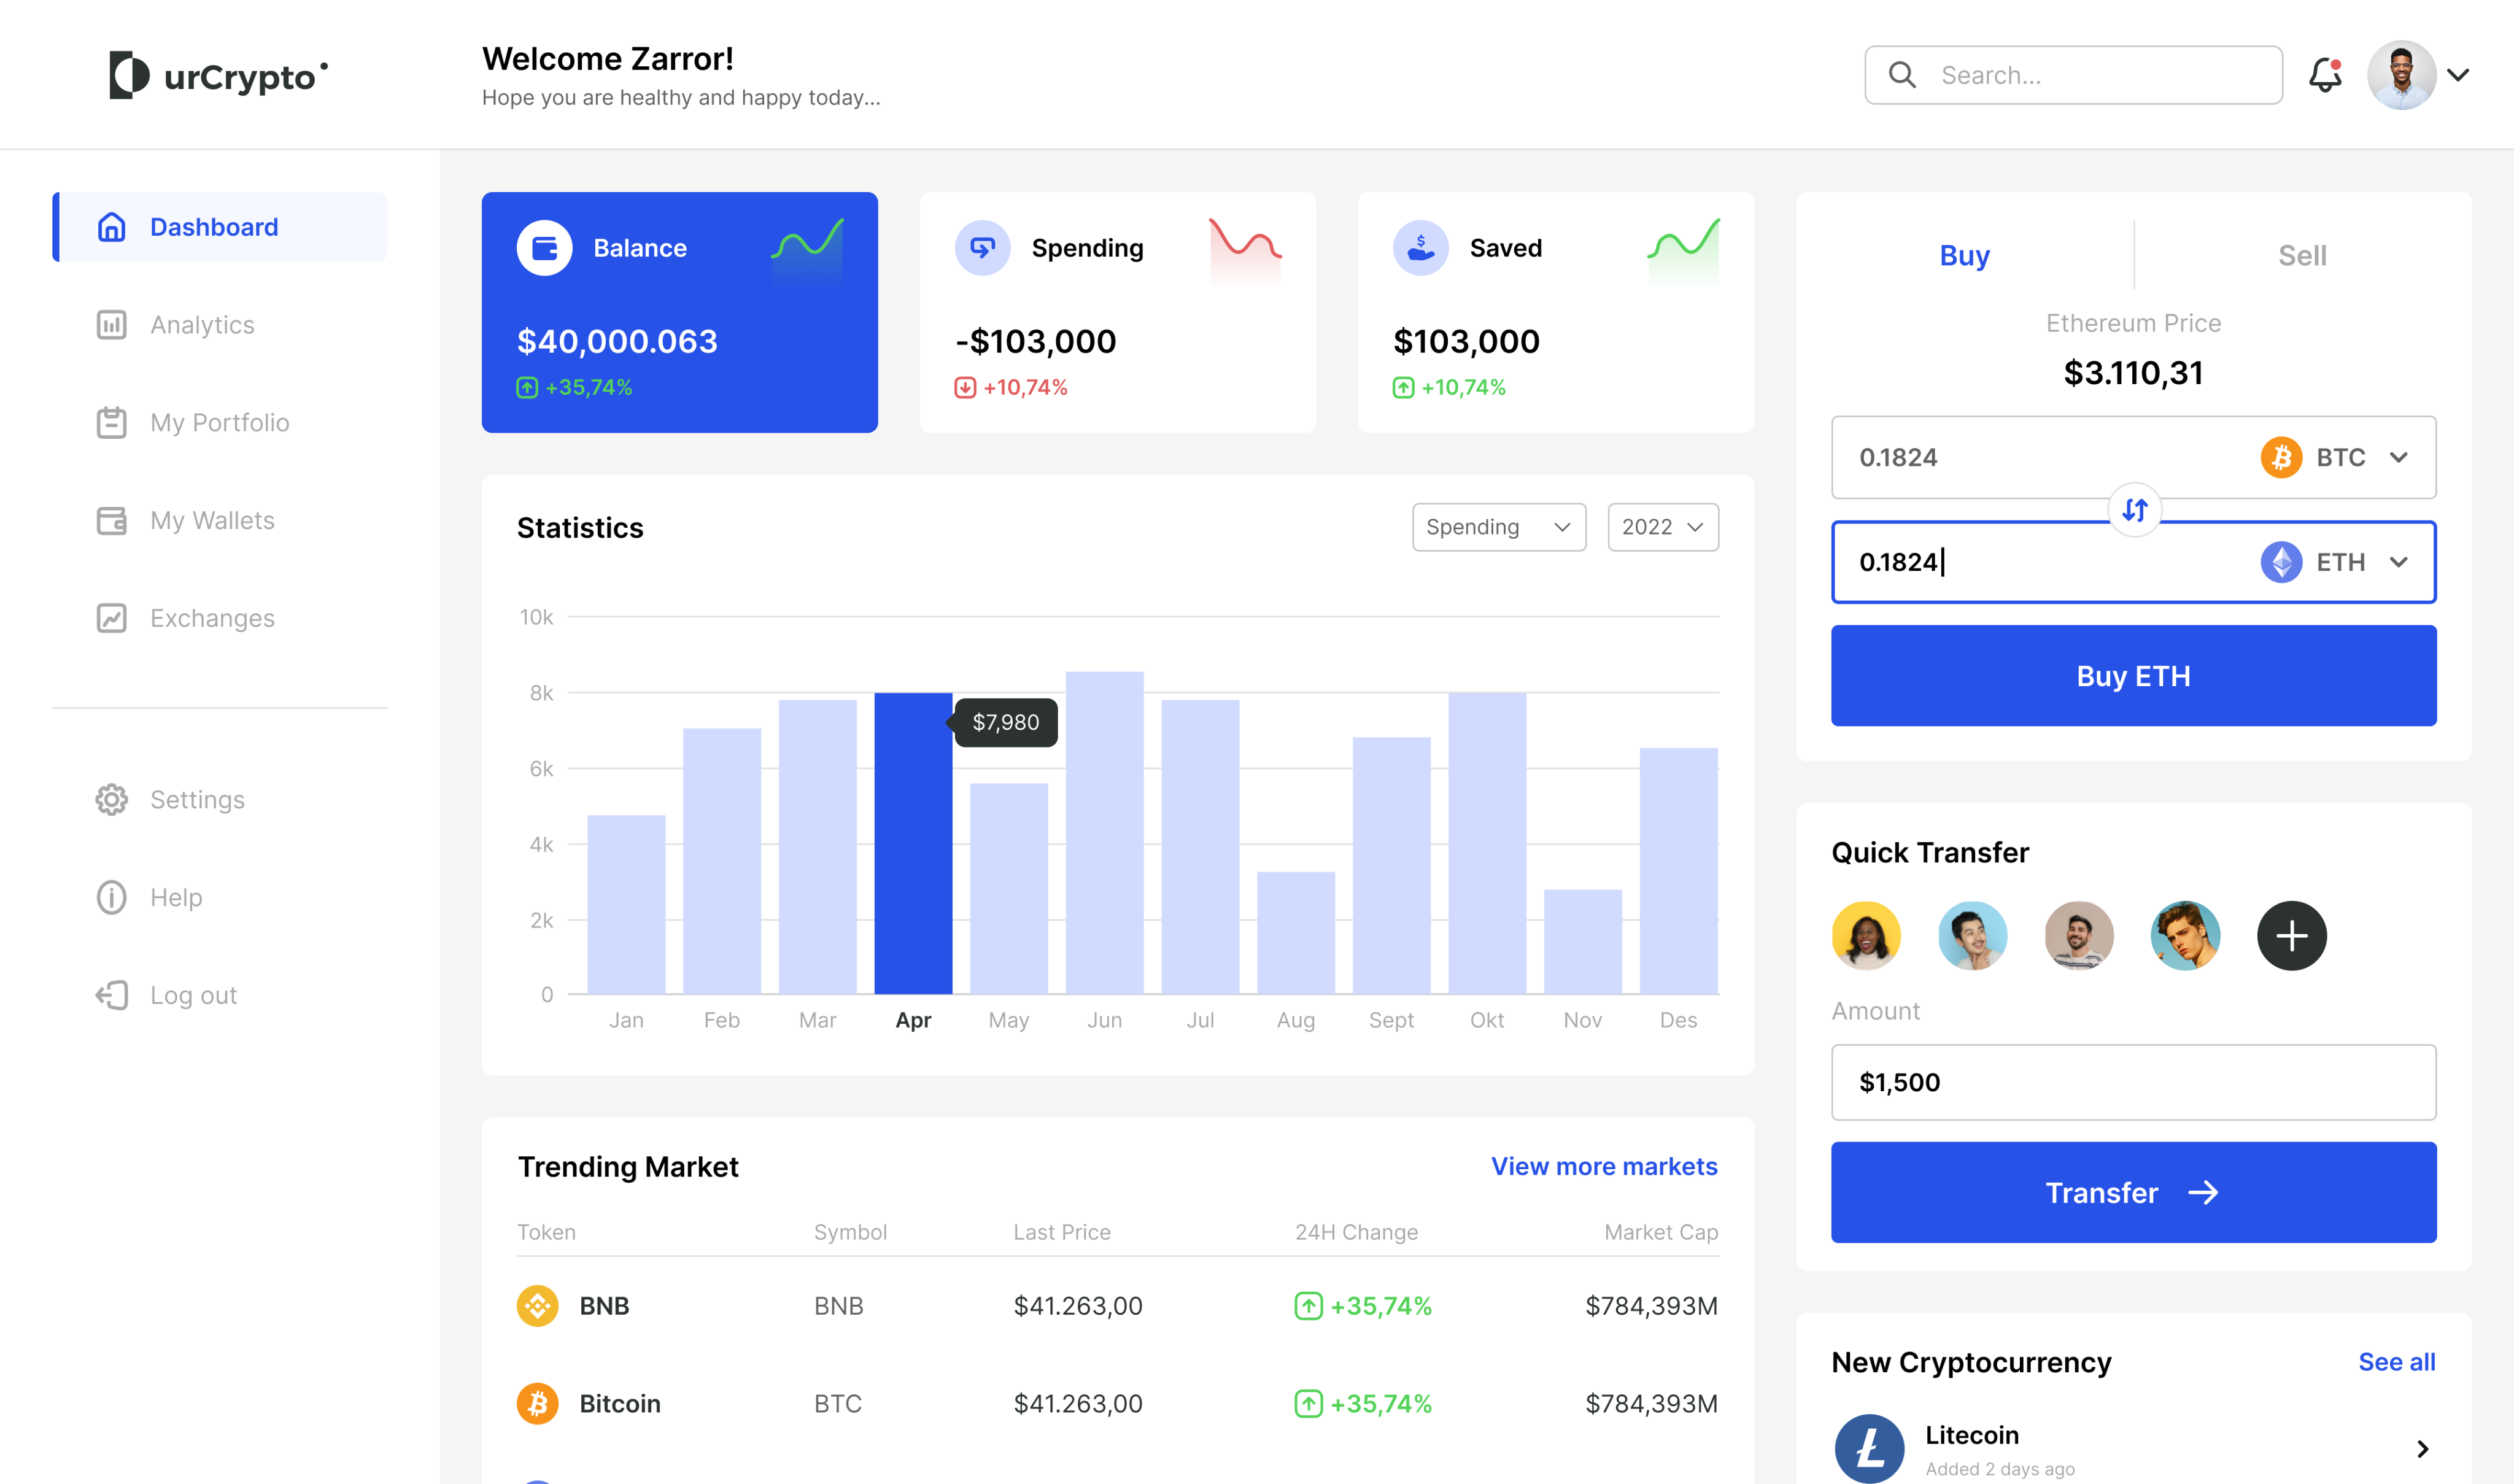 urCrypto
Welcome Zarror!
Hope you are healthy and happy today...
Search...
Dashboard
Analytics
My Portfolio
My Wallets
Exchanges
Settings
Help
Log out
Balance
$40,000.063
+35,74%
Spending
-$103,000
+10,74%
Saved
$103,000
+10,74%
Statistics
Spending
2022
10k
8k
6k
4k
2k
0
$7,980
Jan Feb Mar Apr May Jun Jul Aug Sept Okt Nov Des
Trending Market
View more markets
Token Symbol Last Price 24H Change Market Cap
BNB BNB $41.263,00 +35,74% $784,393M
Bitcoin BTC $41.263,00 +35,74% $784,393M
Buy
Sell
Ethereum Price
$3.110,31
0.1824 BTC
0.1824 ETH
Buy ETH
Quick Transfer
Amount
$1,500
Transfer
New Cryptocurrency
See all
Litecoin
Added 2 days ago